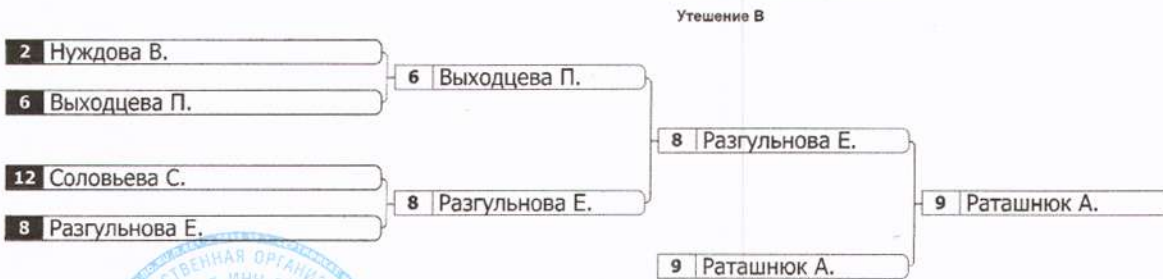 Утешение В
2 Нуждова В.
6 Выходцева П.
6 Выходцева П.
8 Разгульнова Е.
12 Соловьева С.
8 Разгульнова Е.
8 Разгульнова Е.
9 Раташнюк А.
9 Раташнюк А.